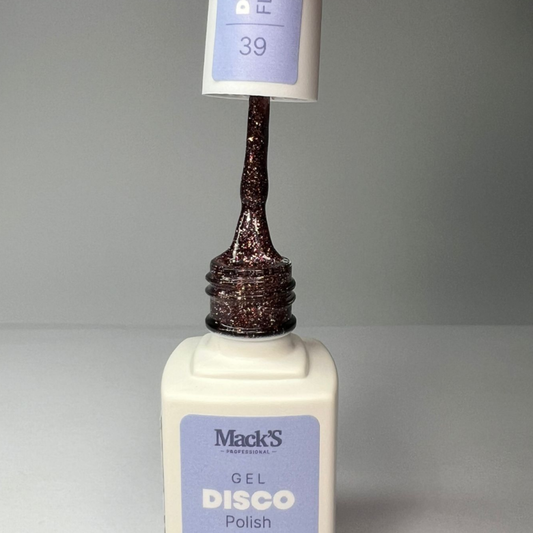 39
Mack'S
PROFESSIONAL
GEL
DISCO
Polish